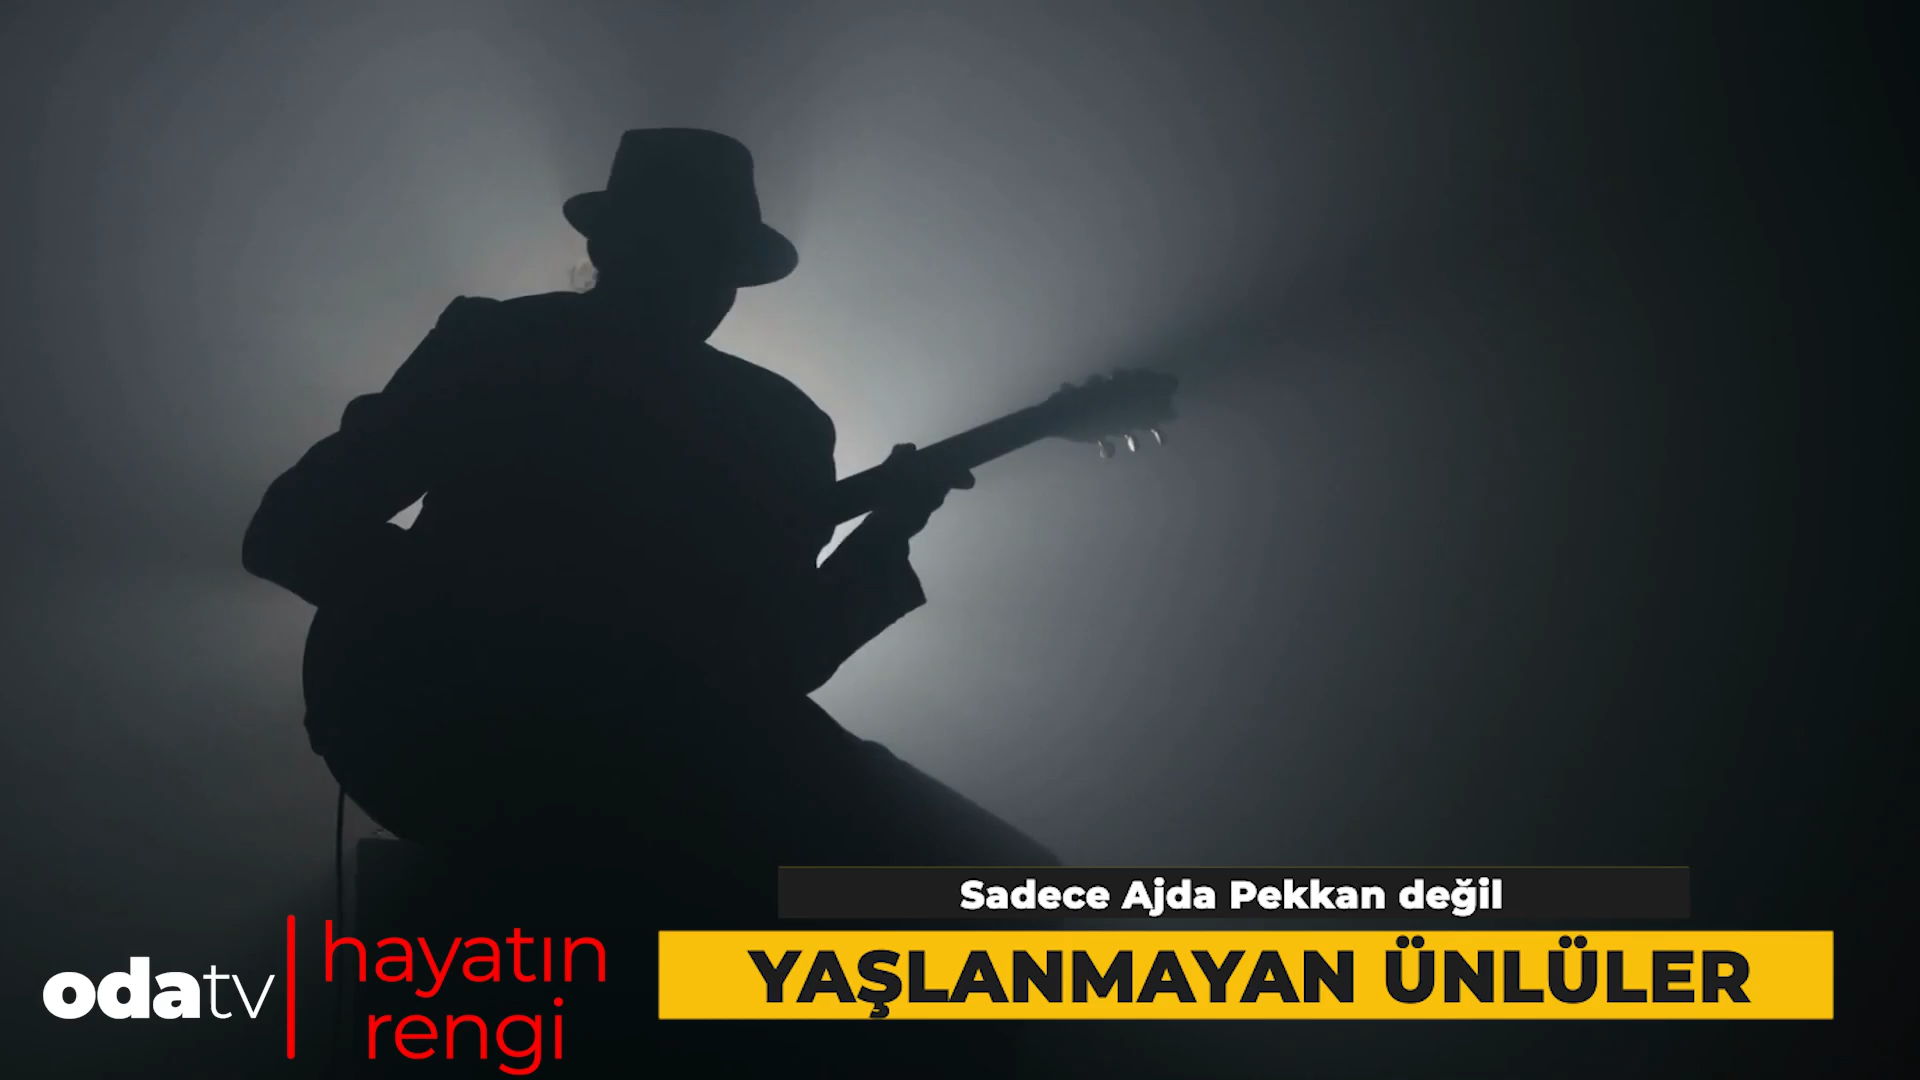 Sadece Ajda Pekkan değil
YAŞLANMAYAN ÜNLÜLER
odatv
hayatın
rengi